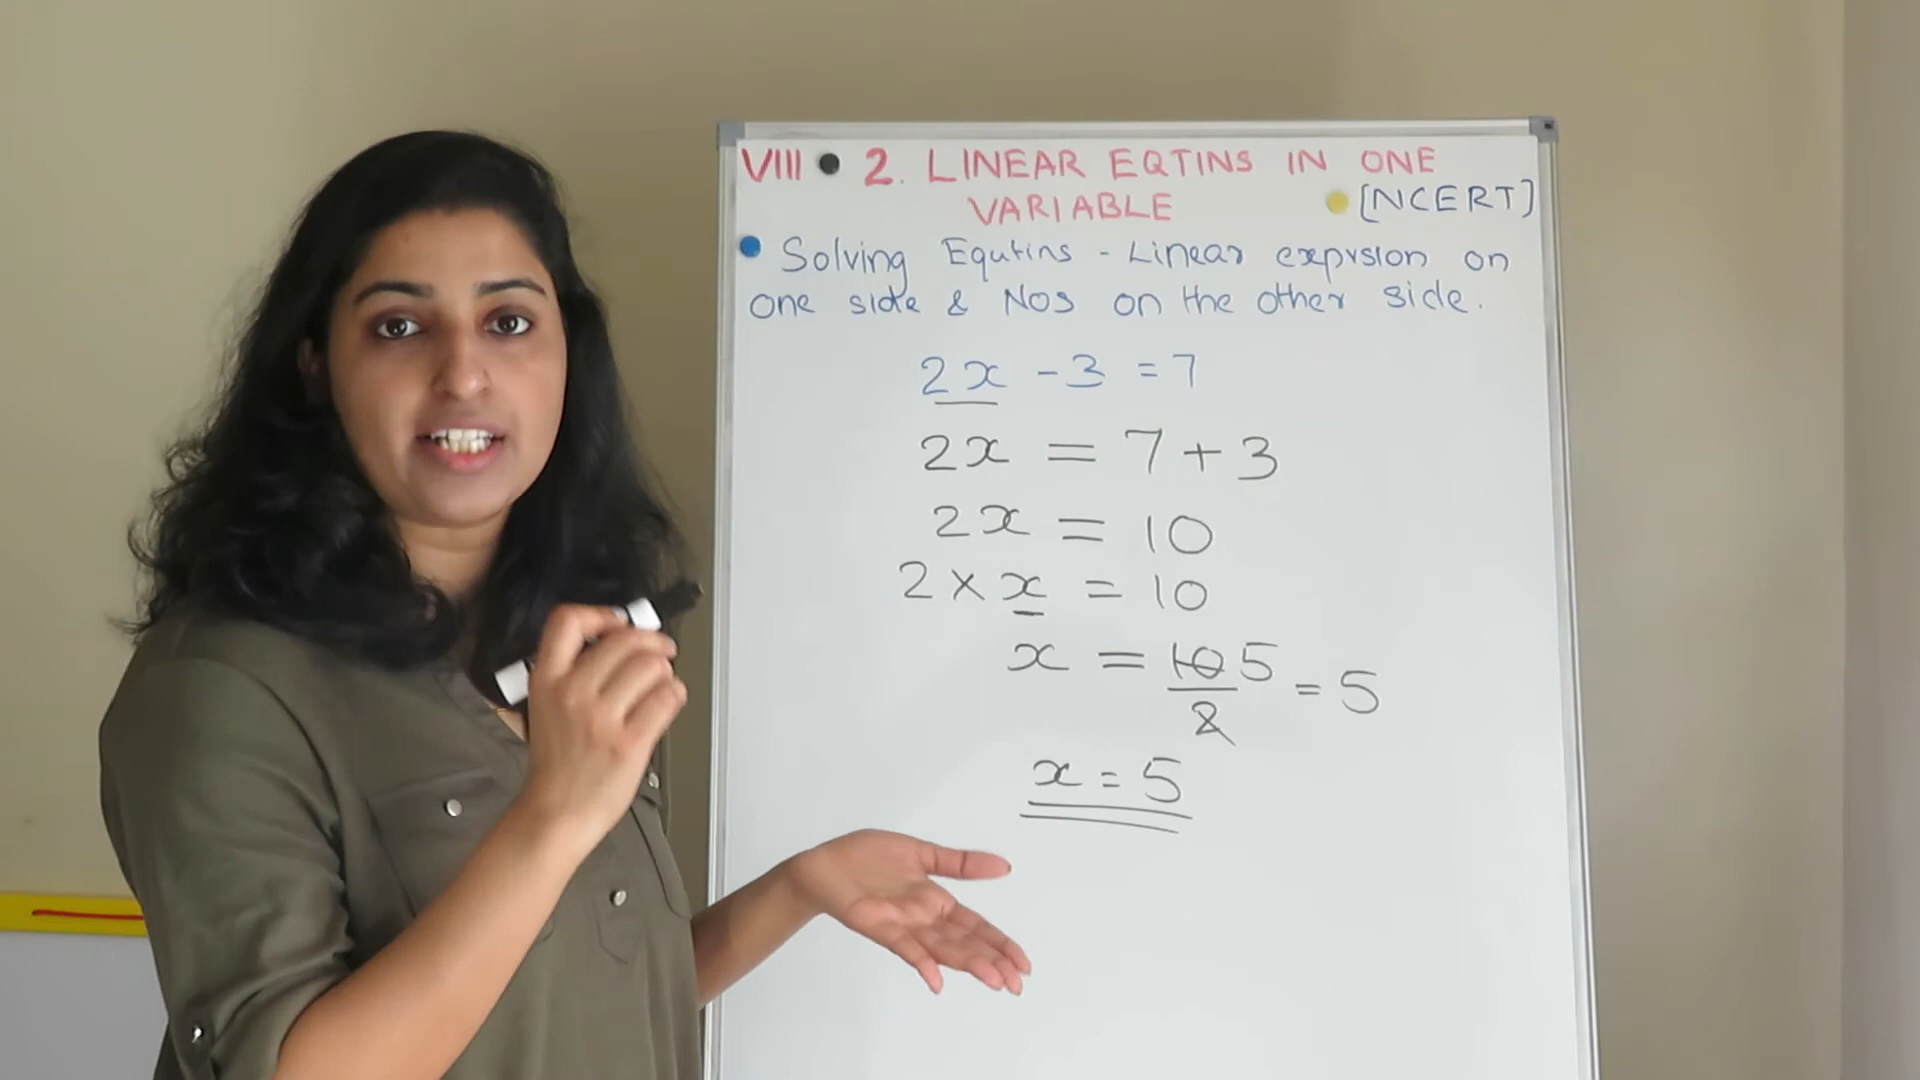 VIII • 2. LINEAR EQTINS IN ONE
VARIABLE [NCERT]
Solving Equtins - Linear exprsion on
one side & Nos on the other side.
2x - 3 = 7
2x = 7 + 3
2x = 10
2 × x = 10
x = 10/2 5 = 5
x = 5